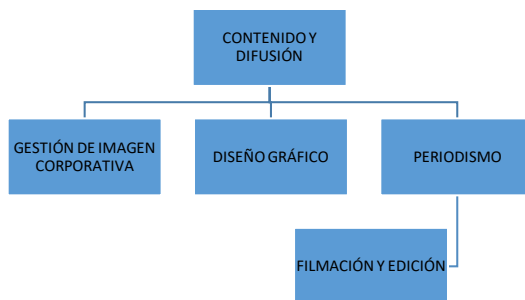 CONTENIDO Y
DIFUSIÓN
GESTIÓN DE IMAGEN
CORPORATIVA
DISEÑO GRÁFICO
PERIODISMO
FILMACIÓN Y EDICIÓN